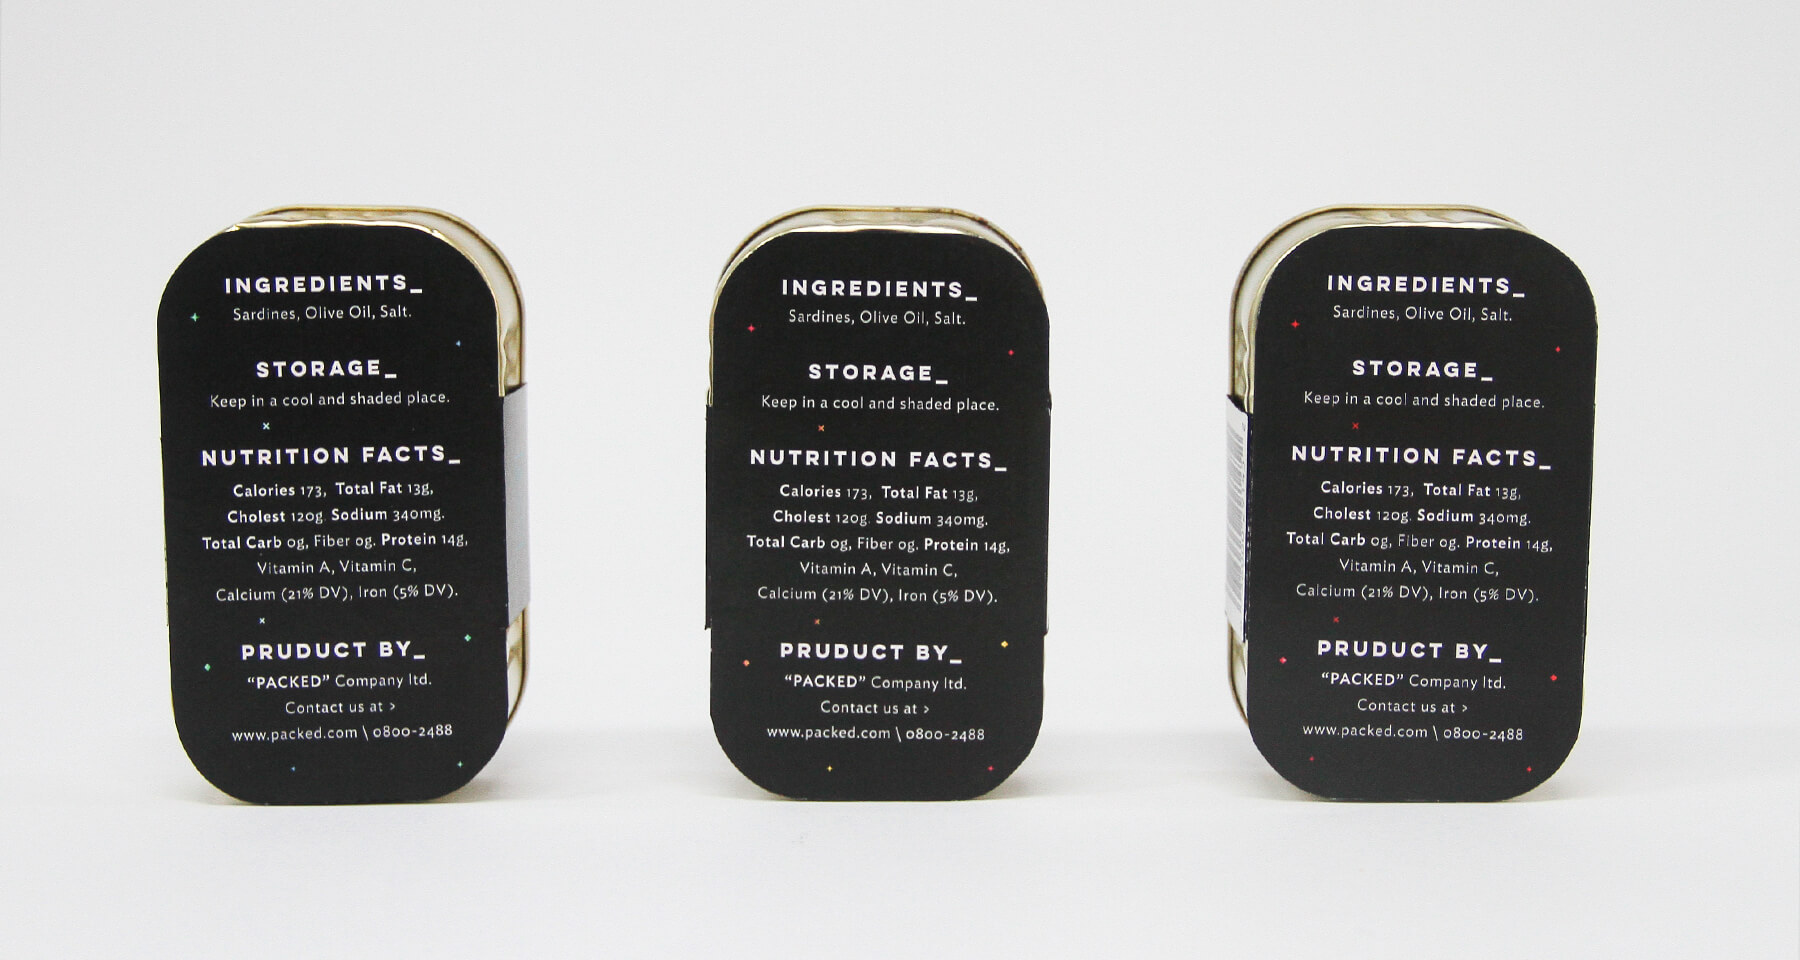 INGREDIENTS_
Sardines, Olive Oil, Salt.
STORAGE_
Keep in a cool and shaded place.
NUTRITION FACTS_
Calories 173, Total Fat 13g,
Cholest 120g. Sodium 340mg.
Total Carb 0g, Fiber 0g. Protein 14g,
Vitamin A, Vitamin C,
Calcium (21% DV), Iron (5% DV).
PRUDUCT BY_
“PACKED” Company ltd.
Contact us at >
www.packed.com \ 0800-2488
INGREDIENTS_
Sardines, Olive Oil, Salt.
STORAGE_
Keep in a cool and shaded place.
NUTRITION FACTS_
Calories 173, Total Fat 13g,
Cholest 120g. Sodium 340mg.
Total Carb 0g, Fiber 0g. Protein 14g,
Vitamin A, Vitamin C,
Calcium (21% DV), Iron (5% DV).
PRUDUCT BY_
“PACKED” Company ltd.
Contact us at >
www.packed.com \ 0800-2488
INGREDIENTS_
Sardines, Olive Oil, Salt.
STORAGE_
Keep in a cool and shaded place.
NUTRITION FACTS_
Calories 173, Total Fat 13g,
Cholest 120g. Sodium 340mg.
Total Carb 0g, Fiber 0g. Protein 14g,
Vitamin A, Vitamin C,
Calcium (21% DV), Iron (5% DV).
PRUDUCT BY_
“PACKED” Company ltd.
Contact us at >
www.packed.com \ 0800-2488